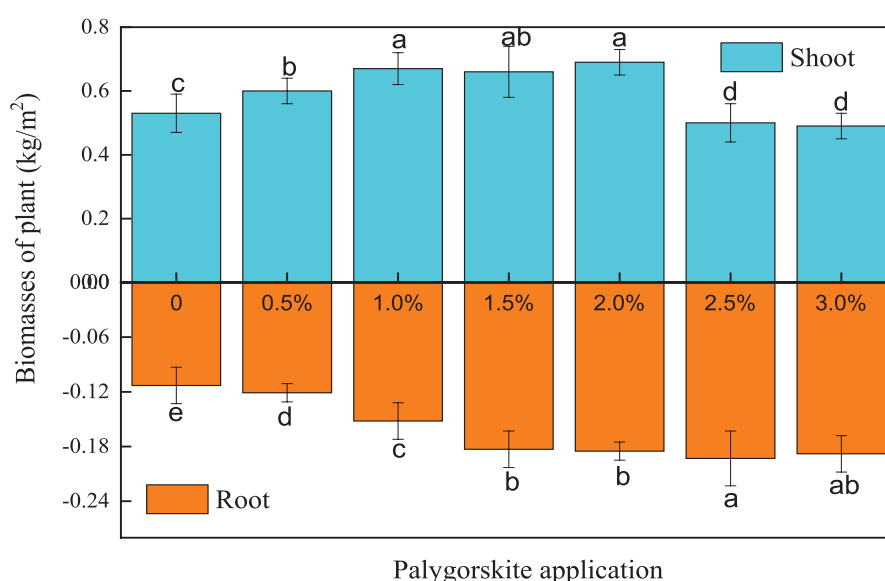 0.8
a
ab
a
Shoot
c
b
d
d
0.6
0.4
0.2
0.0
0.00
Biomasses of plant (kg/m²)
0
0.5%
1.0%
1.5%
2.0%
2.5%
3.0%
-0.06
-0.12
-0.18
-0.24
e
d
c
b
b
a
ab
Root
Palygorskite application